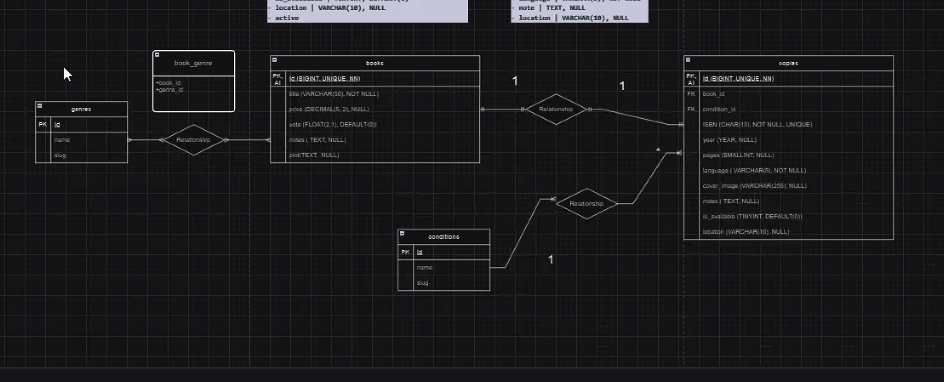 location | VARCHAR(10), NULL
- active
note | TEXT, NULL
location | VARCHAR(10), NULL
book_genre
+book_id
+genre_id
genres
PK id
name
slug
Relationship
books
PK, AI id (BIGINT, UNIQUE, NN)
title (VARCHAR(50), NOT NULL)
price (DECIMAL(6, 2), NULL)
vote (FLOAT(2,1), DEFAULT(0))
notes ( TEXT, NULL)
plot(TEXT, NULL)
1
Relationship
1
copies
PK, AI id (BIGINT, UNIQUE, NN)
FK book_id
FK condition_id
ISBN (CHAR(13), NOT NULL, UNIQUE)
year (YEAR, NULL)
pages (SMALLINT, NULL)
language ( VARCHAR(5), NOT NULL)
cover_image (VARCHAR(255), NULL)
notes ( TEXT, NULL)
is_available (TINYINT, DEFAULT(0))
location (VARCHAR(10), NULL)
*
Relationship
1
conditions
PK id
name
slug